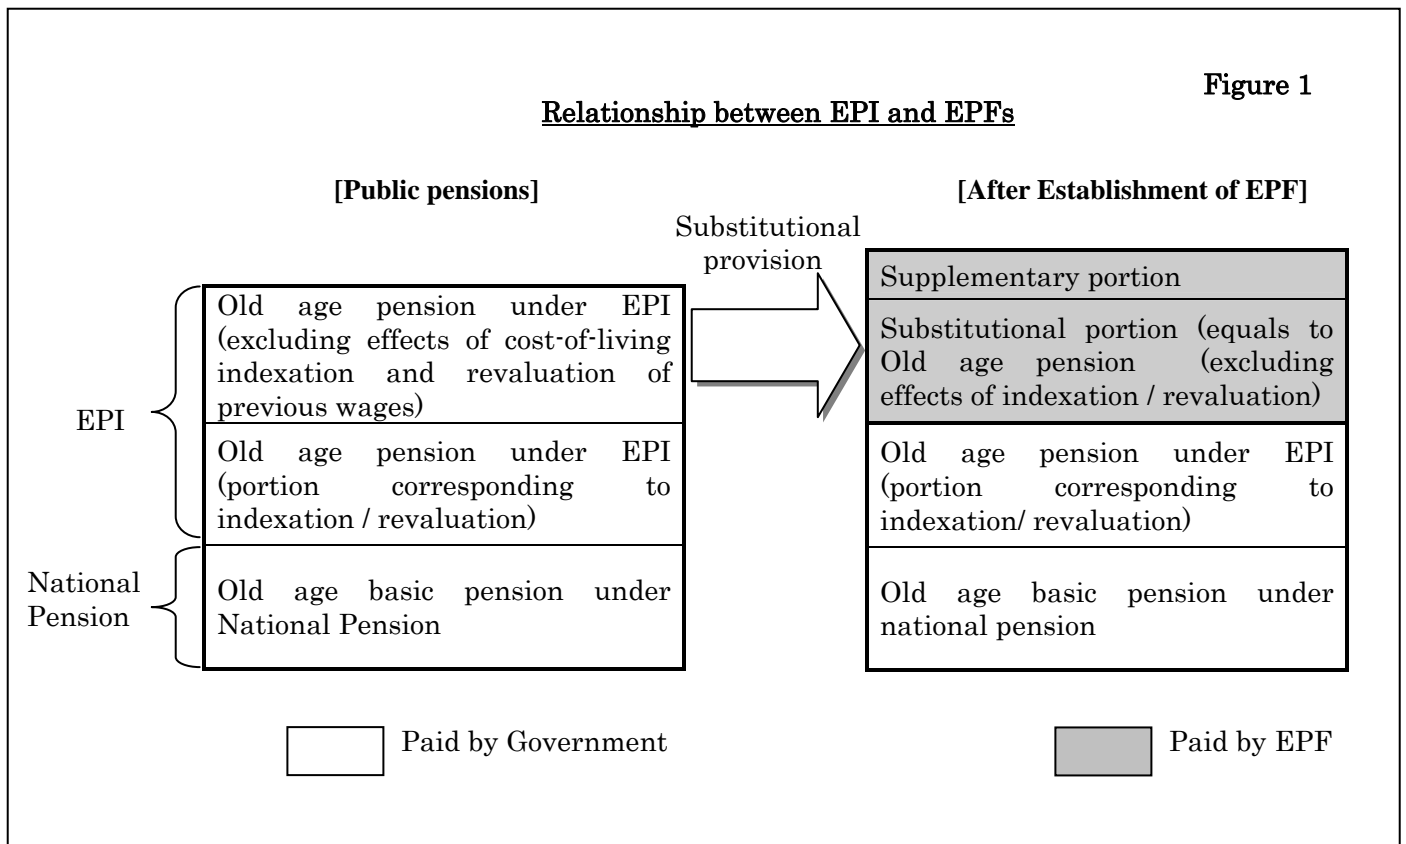 Figure 1
Relationship between EPI and EPFs
[Public pensions]
[After Establishment of EPF]
Substitutional
provision
EPI
National
Pension
Old age pension under EPI
(excluding effects of cost-of-living
indexation and revaluation of
previous wages)
Old age pension under EPI
(portion corresponding to
indexation / revaluation)
Old age basic pension under
National Pension
Supplementary portion
Substitutional portion (equals to
Old age pension (excluding
effects of indexation / revaluation)
Old age pension under EPI
(portion corresponding to
indexation/ revaluation)
Old age basic pension under
national pension
Paid by Government
Paid by EPF